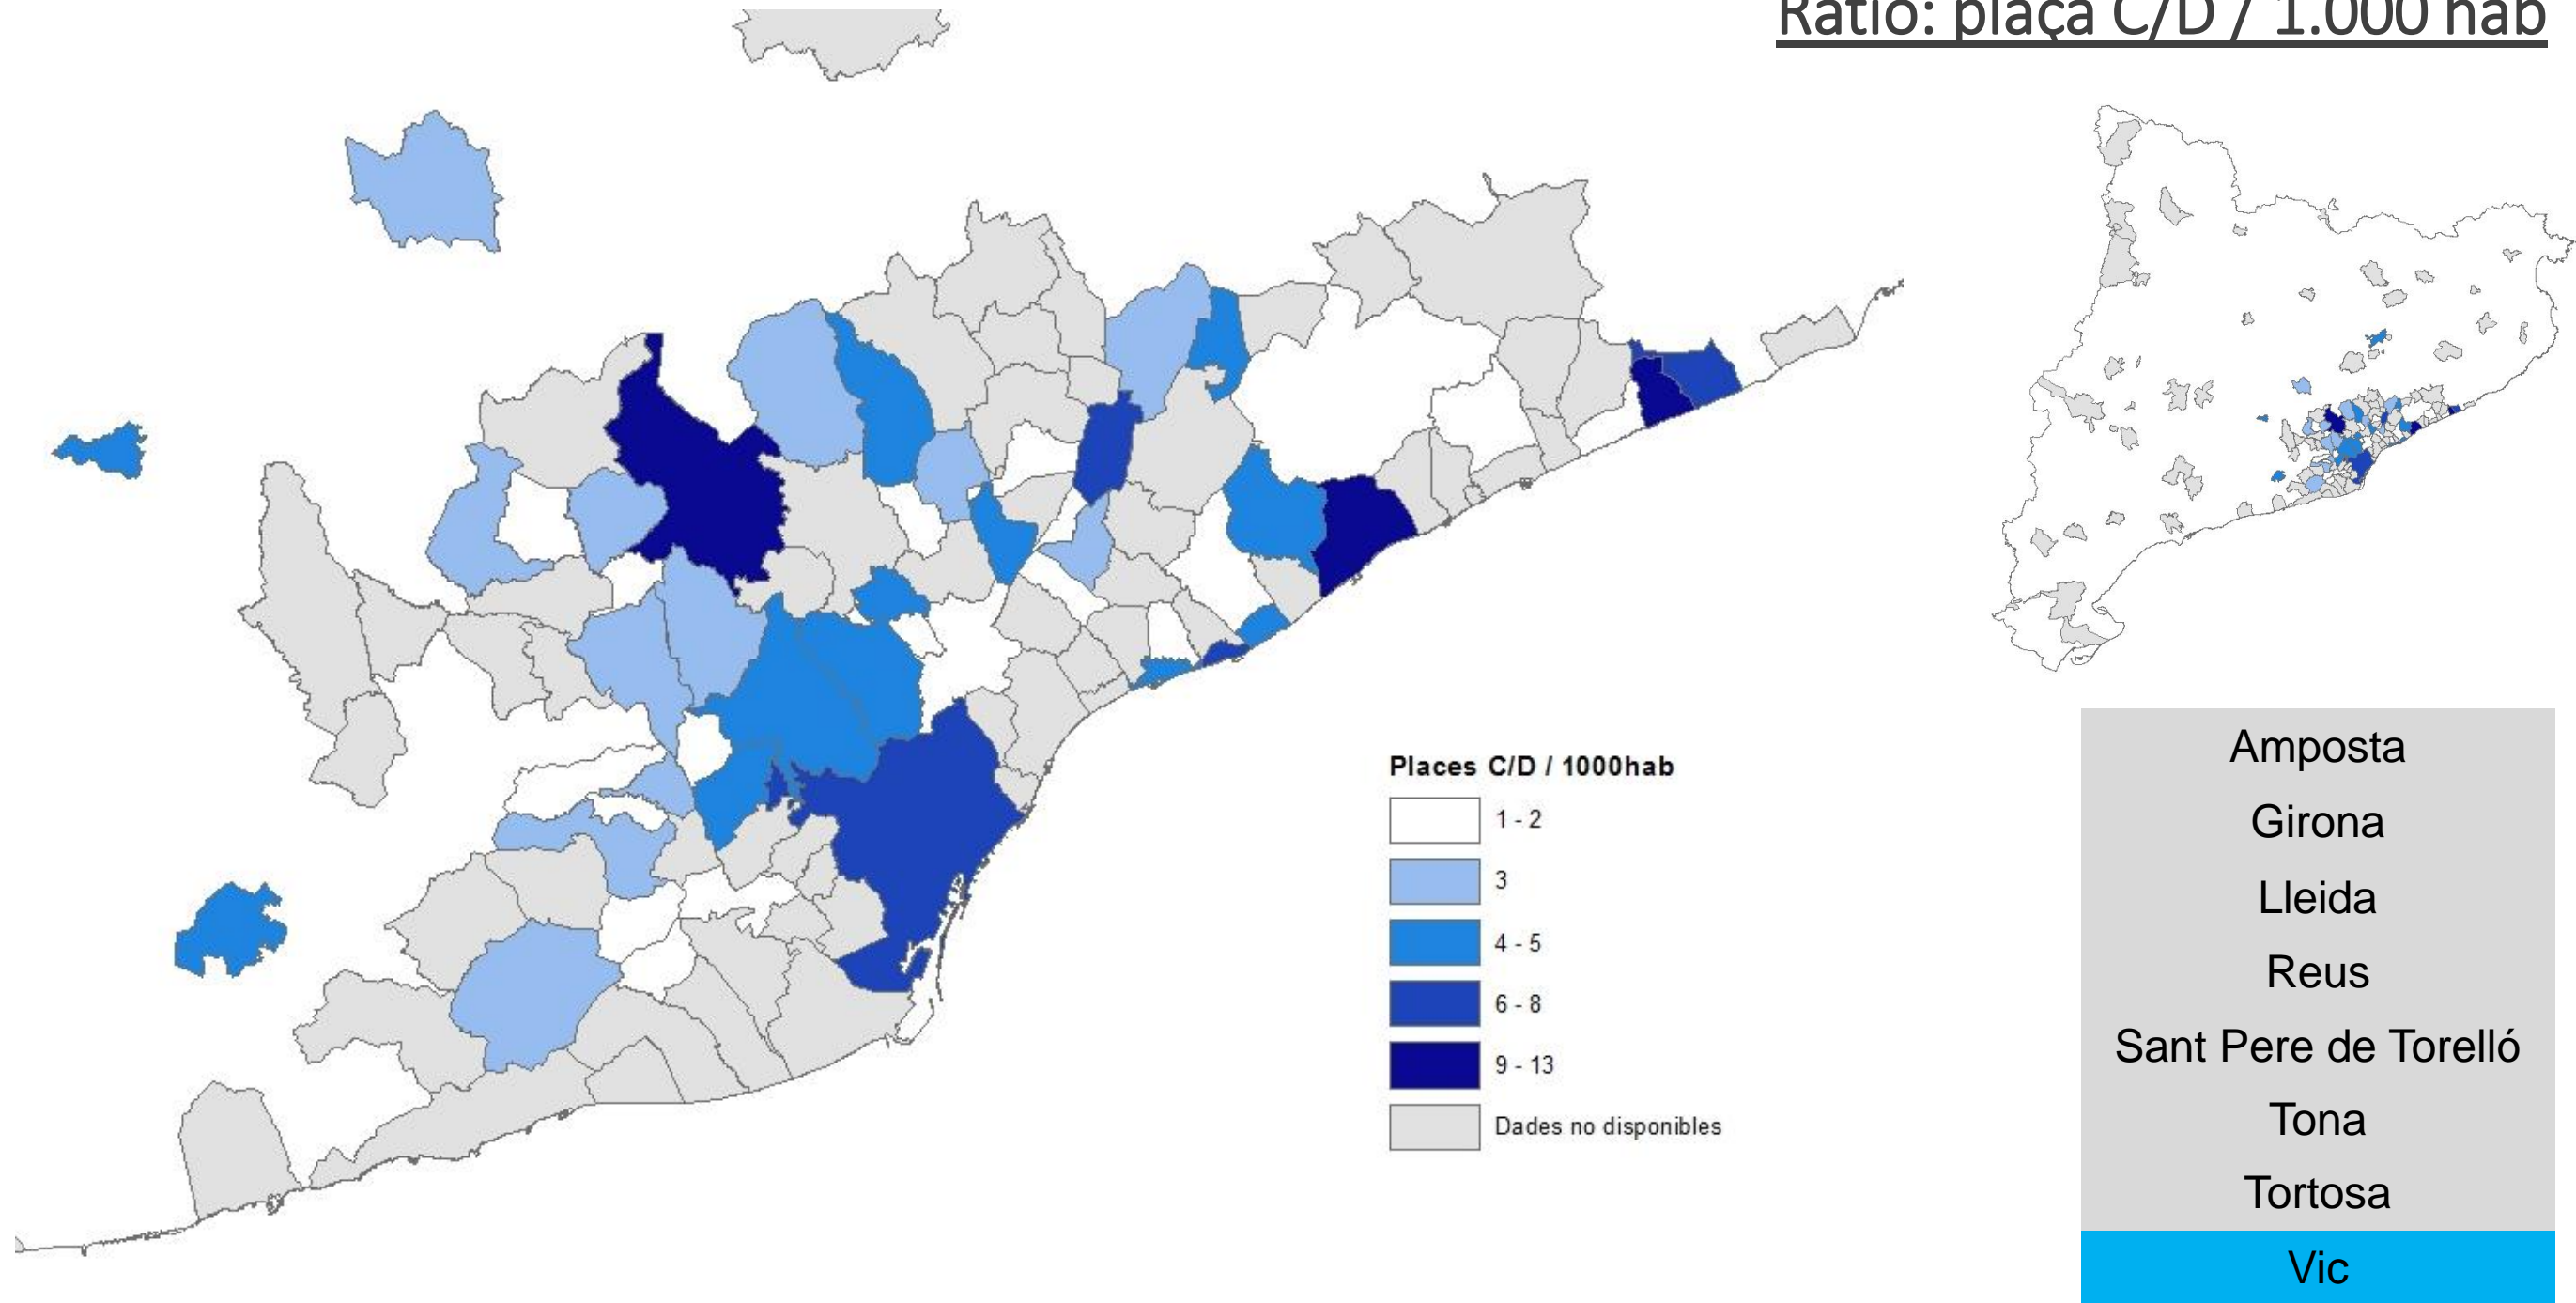 Ratio: plaça C/D / 1.000 hab
Places C/D / 1000hab
1 - 2
3
4 - 5
6 - 8
9 - 13
Dades no disponibles
Amposta
Girona
Lleida
Reus
Sant Pere de Torelló
Tona
Tortosa
Vic